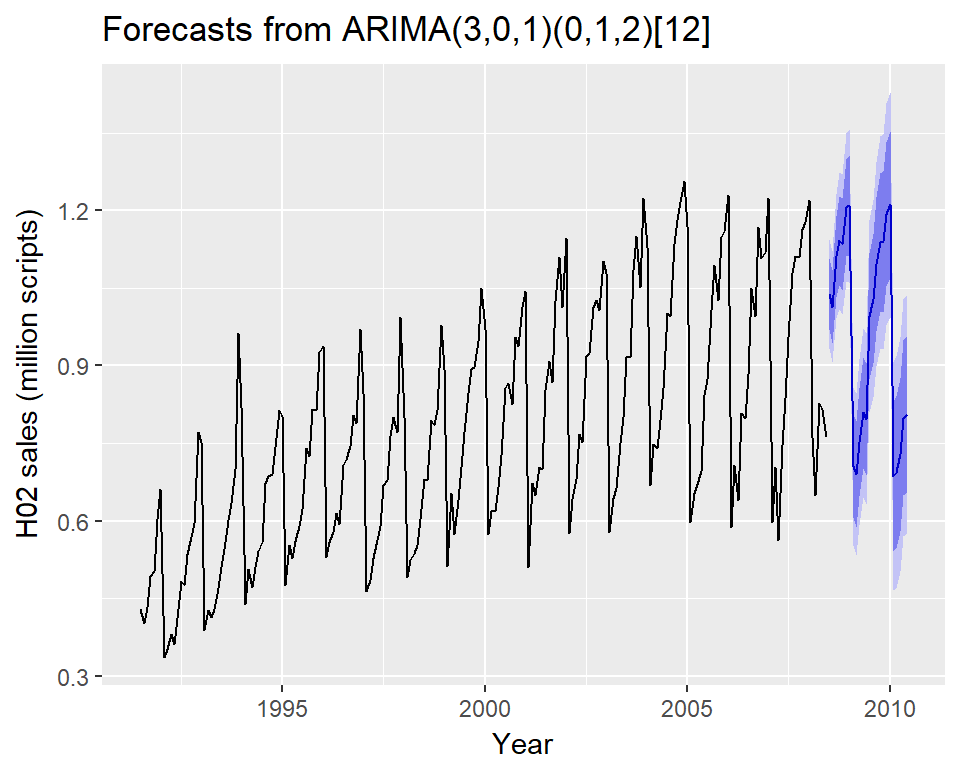 Forecasts from ARIMA(3,0,1)(0,1,2)[12]
H02 sales (million scripts)
1.2
0.9
0.6
0.3
1995 2000 2005 2010
Year